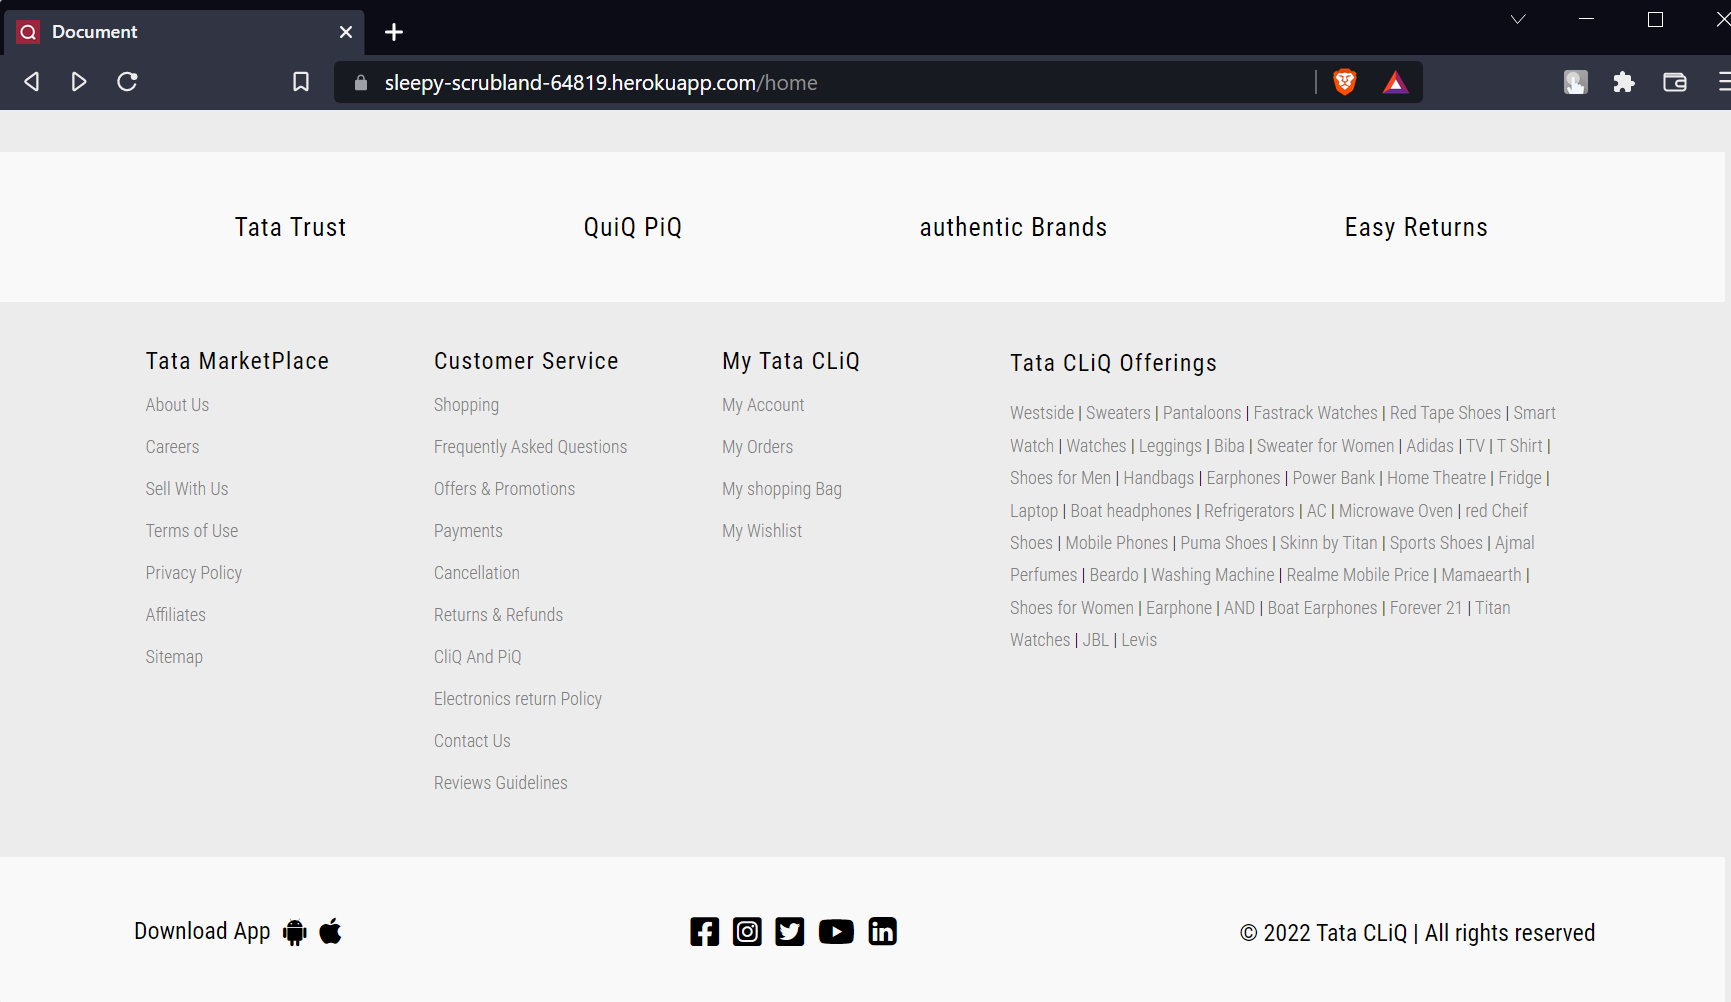 Document
sleepy-scrubland-64819.herokuapp.com/home
Tata Trust
QuiQ PiQ
authentic Brands
Easy Returns
Tata MarketPlace
About Us
Careers
Sell With Us
Terms of Use
Privacy Policy
Affiliates
Sitemap
Customer Service
Shopping
Frequently Asked Questions
Offers & Promotions
Payments
Cancellation
Returns & Refunds
CliQ And PiQ
Electronics return Policy
Contact Us
Reviews Guidelines
My Tata CLiQ
My Account
My Orders
My shopping Bag
My Wishlist
Tata CLiQ Offerings
Westside | Sweaters | Pantaloons | Fastrack Watches | Red Tape Shoes | Smart
Watch | Watches | Leggings | Biba | Sweater for Women | Adidas | TV | T Shirt |
Shoes for Men | Handbags | Earphones | Power Bank | Home Theatre | Fridge |
Laptop | Boat headphones | Refrigerators | AC | Microwave Oven | red Cheif
Shoes | Mobile Phones | Puma Shoes | Skinn by Titan | Sports Shoes | Ajmal
Perfumes | Beardo | Washing Machine | Realme Mobile Price | Mamaearth |
Shoes for Women | Earphone | AND | Boat Earphones | Forever 21 | Titan
Watches | JBL | Levis
Download App
© 2022 Tata CLiQ | All rights reserved